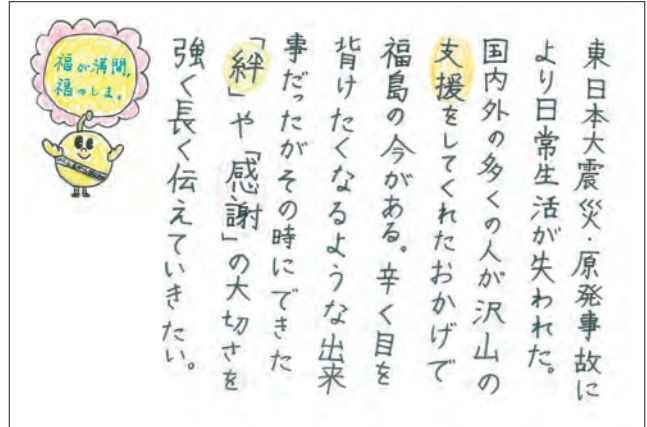 東日本大震災・原発事故に
より日常生活が失われた。
国内外の多くの人が沢山の
支援をしてくれたおかげで
福島の今がある。辛く目を
背けたくなるような出来
事だったがその時にできた
「絆」や「感謝」の大切さを
強く長く伝えていきたい。
福が満開、
福のしま。